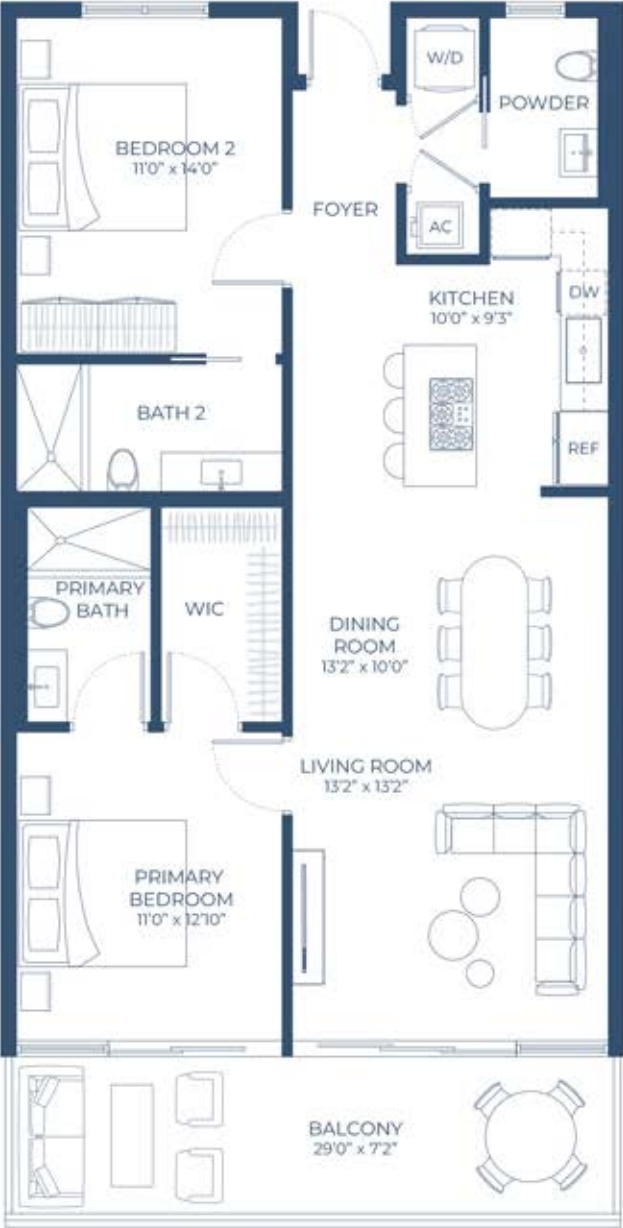 W/D
POWDER
BEDROOM 2
11'0" x 14'0"
FOYER
AC
KITCHEN
10'0" x 9'3"
DW
BATH 2
REF
PRIMARY
BATH
WIC
DINING
ROOM
13'2" x 10'0"
LIVING ROOM
13'2" x 13'2"
PRIMARY
BEDROOM
11'0" x 12'10"
BALCONY
29'0" x 7'2"